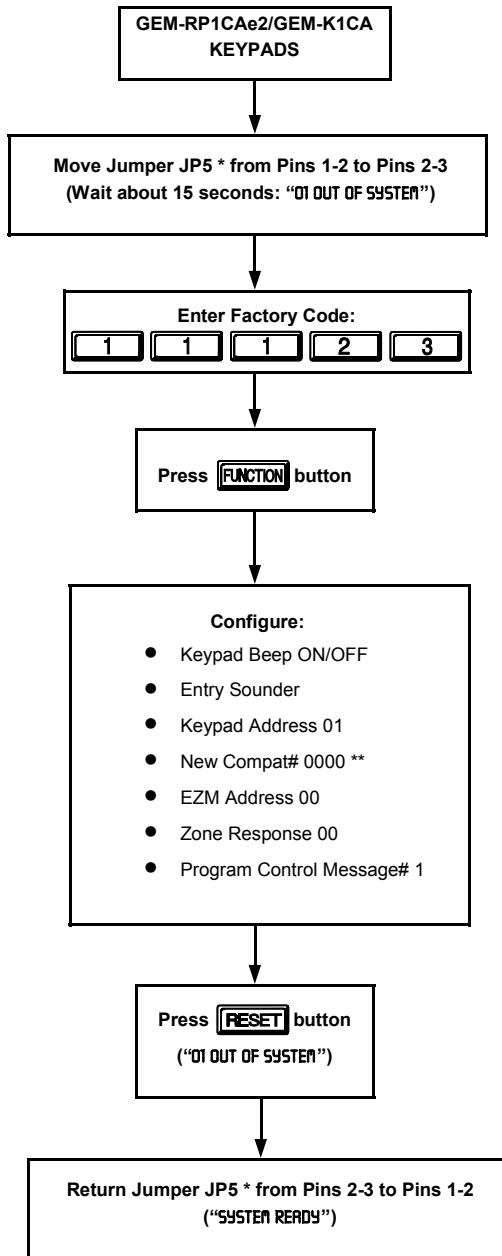 GEM-RP1CAe2/GEM-K1CA
KEYPADS
Move Jumper JP5 * from Pins 1-2 to Pins 2-3
(Wait about 15 seconds: “01 OUT OF SYSTEM”)
Enter Factory Code:
1 1 1 2 3
Press FUNCTION button
Configure:
● Keypad Beep ON/OFF
● Entry Sounder
● Keypad Address 01
● New Compat# 0000 **
● EZM Address 00
● Zone Response 00
● Program Control Message# 1
Press RESET button
(“01 OUT OF SYSTEM”)
Return Jumper JP5 * from Pins 2-3 to Pins 1-2
(“SYSTEM READY”)